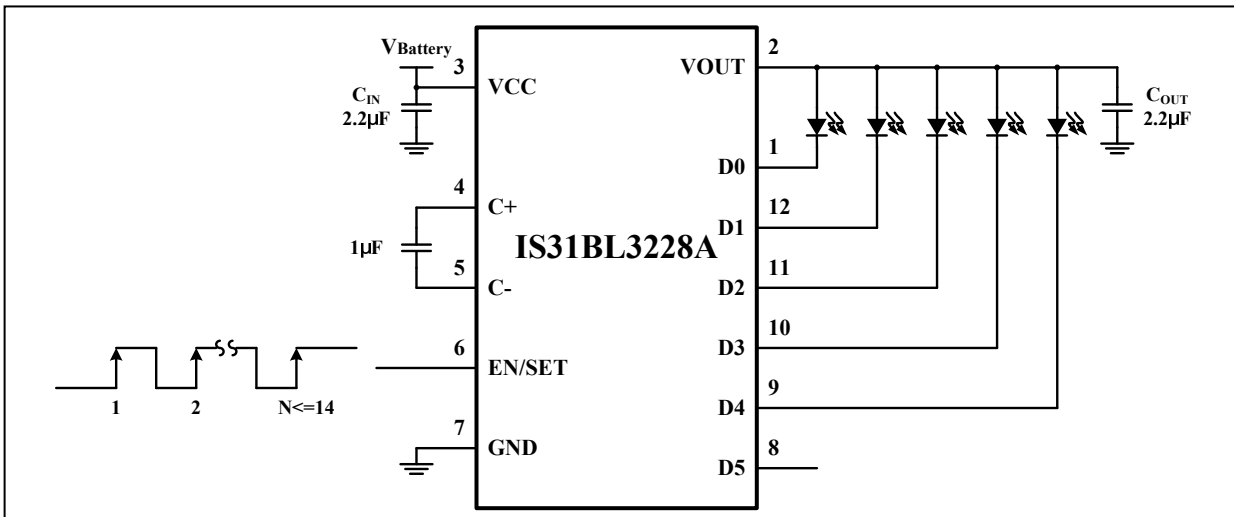 VBattery
3
VCC
CIN
2.2µF
4
C+
1µF
5
C-
6
EN/SET
1
2
N<=14
7
GND
IS31BL3228A
2
VOUT
COUT
2.2µF
1
D0
12
D1
11
D2
10
D3
9
D4
8
D5